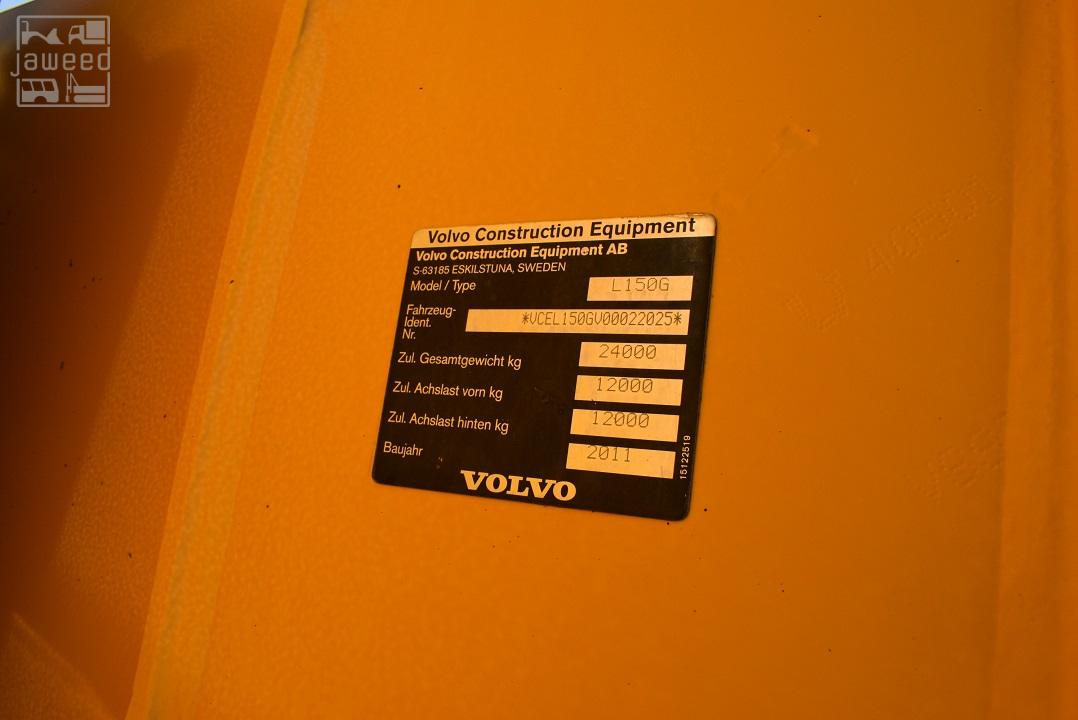 jaweed
Volvo Construction Equipment
Volvo Construction Equipment AB
S-63185 ESKILSTUNA, SWEDEN
Model / Type L150G
Fahrzeug-
Ident. *VCEL150GV00022025*
Nr.
Zul. Gesamtgewicht kg 24000
Zul. Achslast vorn kg 12000
Zul. Achslast hinten kg 12000
Baujahr 2011
15122519
VOLVO